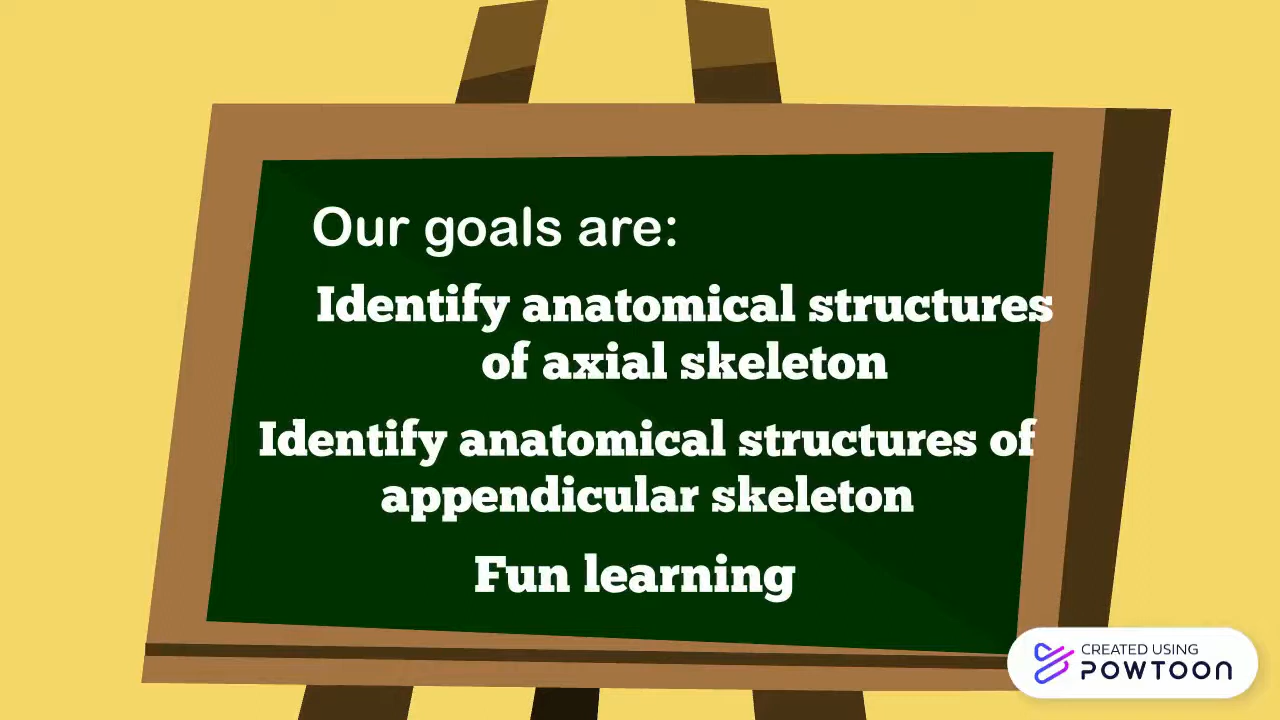 Our goals are:
Identify anatomical structures
of axial skeleton
Identify anatomical structures of
appendicular skeleton
Fun learning
CREATED USING
POWTOON